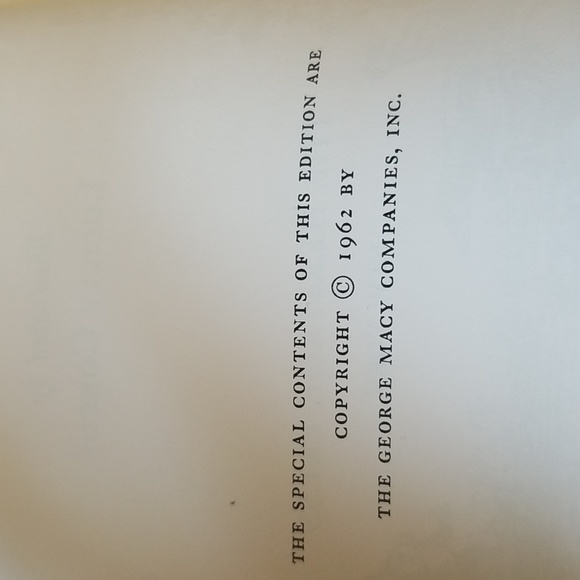 THE SPECIAL CONTENTS OF THIS EDITION ARE
COPYRIGHT © 1962 BY
THE GEORGE MACY COMPANIES, INC.